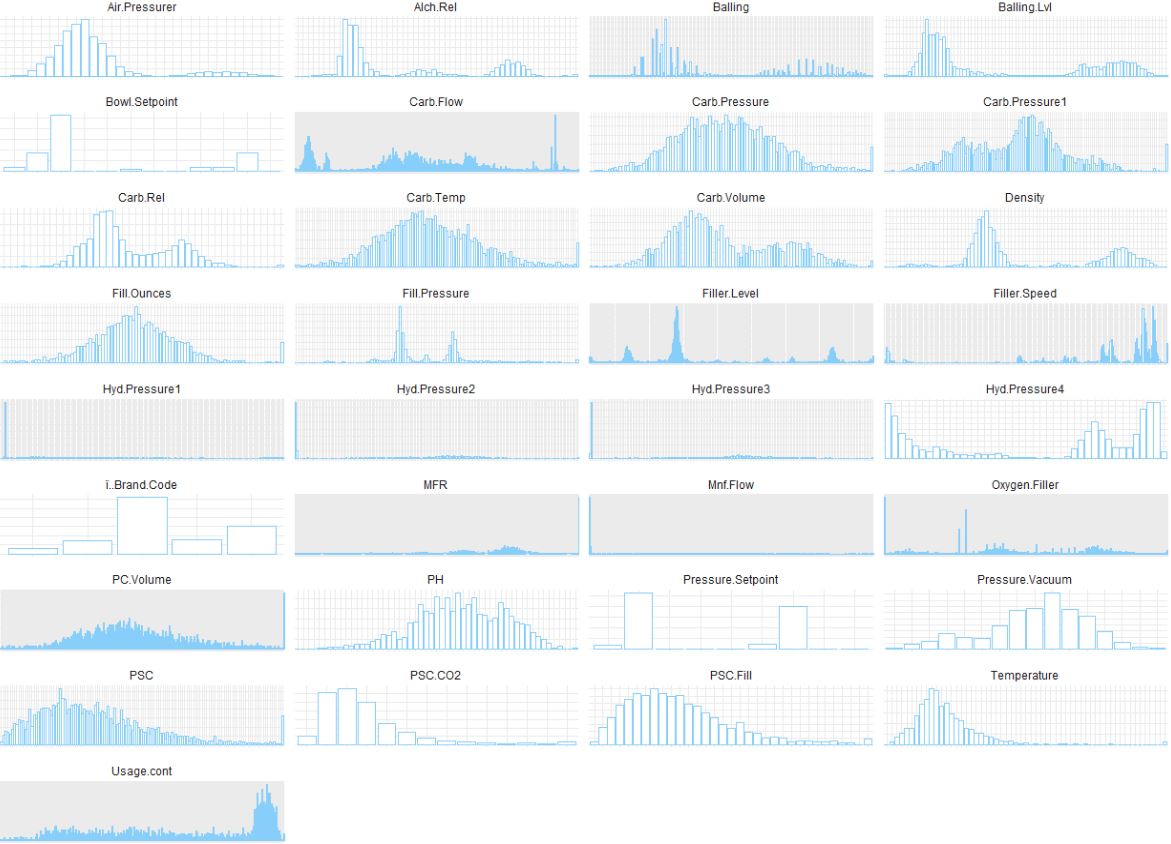 Air.Pressurer
Alch.Rel
Balling
Balling.Lvl
Bowl.Setpoint
Carb.Flow
Carb.Pressure
Carb.Pressure1
Carb.Rel
Carb.Temp
Carb.Volume
Density
Fill.Ounces
Fill.Pressure
Filler.Level
Filler.Speed
Hyd.Pressure1
Hyd.Pressure2
Hyd.Pressure3
Hyd.Pressure4
ï..Brand.Code
MFR
Mnf.Flow
Oxygen.Filler
PC.Volume
PH
Pressure.Setpoint
Pressure.Vacuum
PSC
PSC.CO2
PSC.Fill
Temperature
Usage.cont